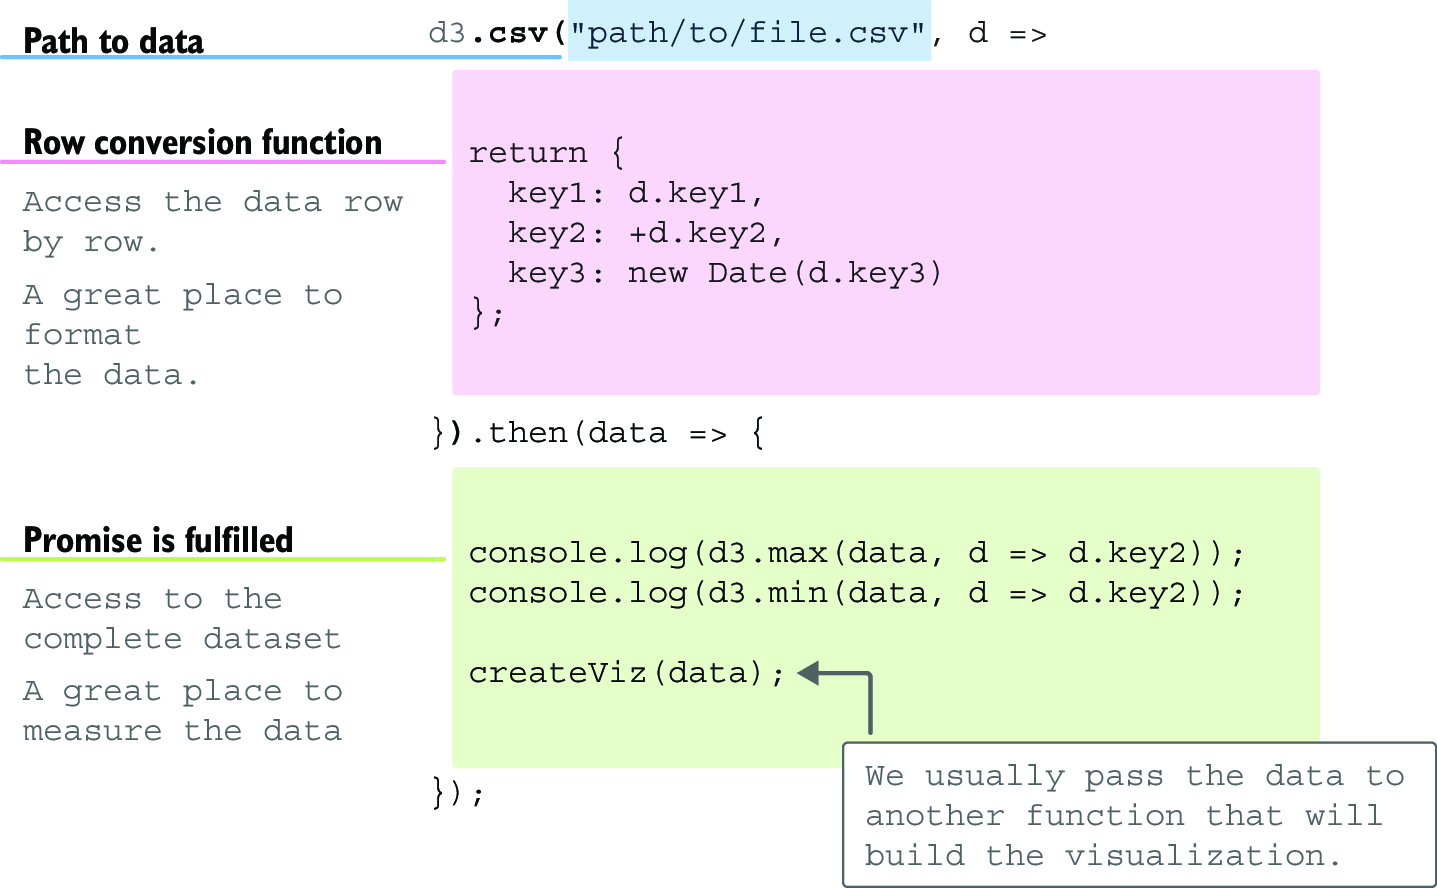 Path to data
d3.csv("path/to/file.csv", d =>
Row conversion function
Access the data row
by row.
A great place to
format
the data.
return {
  key1: d.key1,
  key2: +d.key2,
  key3: new Date(d.key3)
};
}).then(data => {
Promise is fulfilled
Access to the
complete dataset
A great place to
measure the data
console.log(d3.max(data, d => d.key2));
console.log(d3.min(data, d => d.key2));
createViz(data);
We usually pass the data to
another function that will
build the visualization.
});